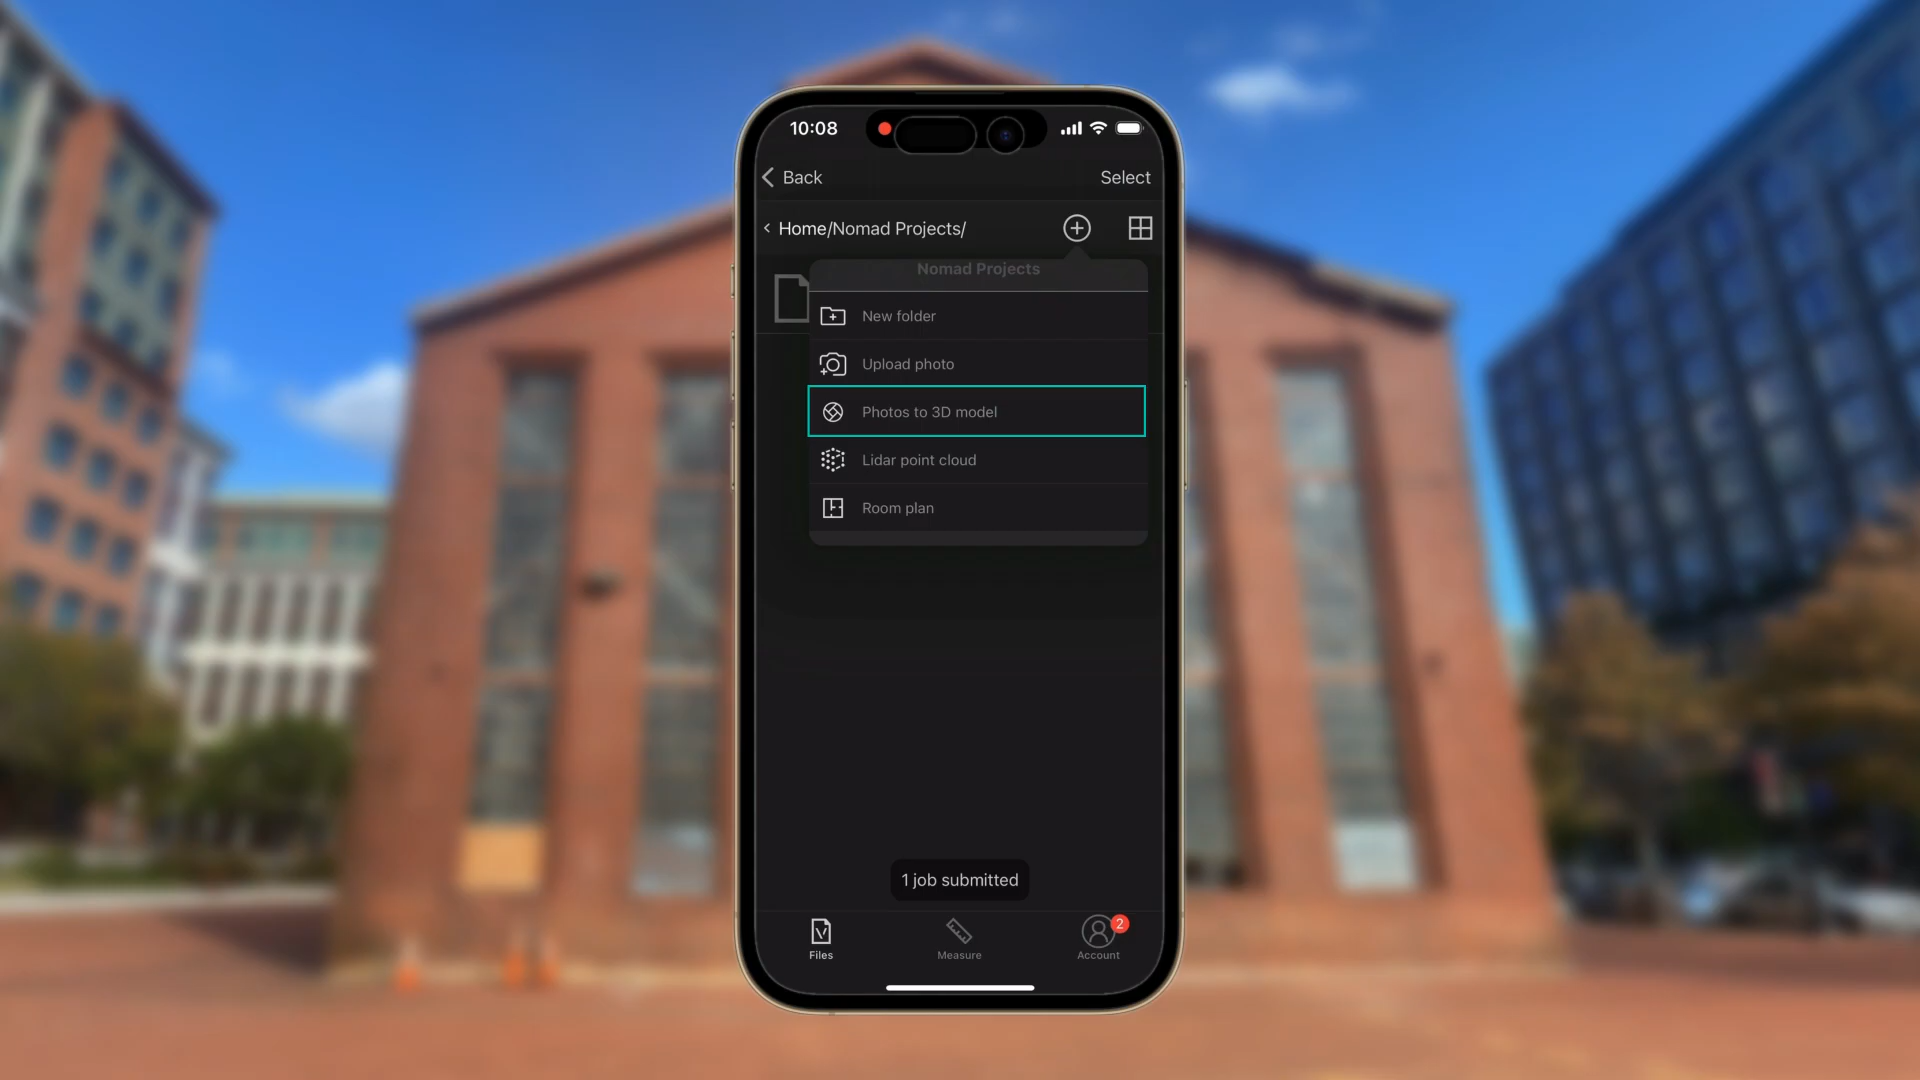 10:08
Back
Select
Home/Nomad Projects/
Nomad Projects
New folder
Upload photo
Photos to 3D model
Lidar point cloud
Room plan
1 job submitted
Files
Measure
2
Account